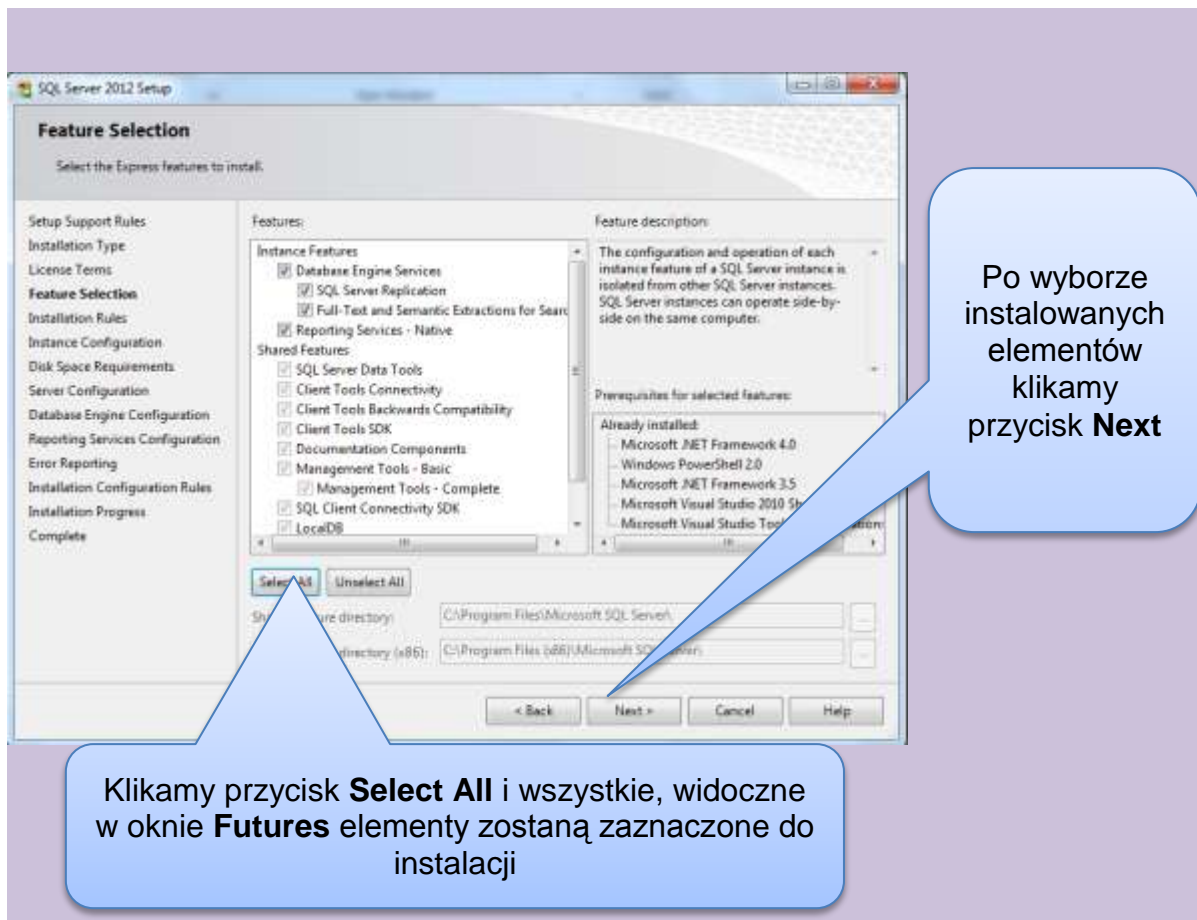 SQL Server 2012 Setup
Feature Selection
Select the Express features to install.
Setup Support Rules
Installation Type
License Terms
Feature Selection
Installation Rules
Instance Configuration
Disk Space Requirements
Server Configuration
Database Engine Configuration
Reporting Services Configuration
Error Reporting
Installation Configuration Rules
Installation Progress
Complete
Features:
Instance Features
Database Engine Services
SQL Server Replication
Full-Text and Semantic Extractions for Searc
Reporting Services - Native
Shared Features
SQL Server Data Tools
Client Tools Connectivity
Client Tools Backwards Compatibility
Client Tools SDK
Documentation Components
Management Tools - Basic
Management Tools - Complete
SQL Client Connectivity SDK
LocalDB
Feature description:
The configuration and operation of each
instance feature of a SQL Server instance is
isolated from other SQL Server instances.
SQL Server instances can operate side-by-
side on the same computer.
Prerequisites for selected features:
Already installed:
Microsoft .NET Framework 4.0
Windows PowerShell 2.0
Microsoft .NET Framework 3.5
Microsoft Visual Studio 2010 Sh
Microsoft Visual Studio Too
Select All Unselect All
directory: C:\Program Files\Microsoft SQL Server\ ...
directory (x86): C:\Program Files (x86)\Microsoft ...
< Back Next > Cancel Help
Po wyborze
instalowanych
elementów
klikamy
przycisk Next
Klikamy przycisk Select All i wszystkie, widoczne
w oknie Futures elementy zostaną zaznaczone do
instalacji